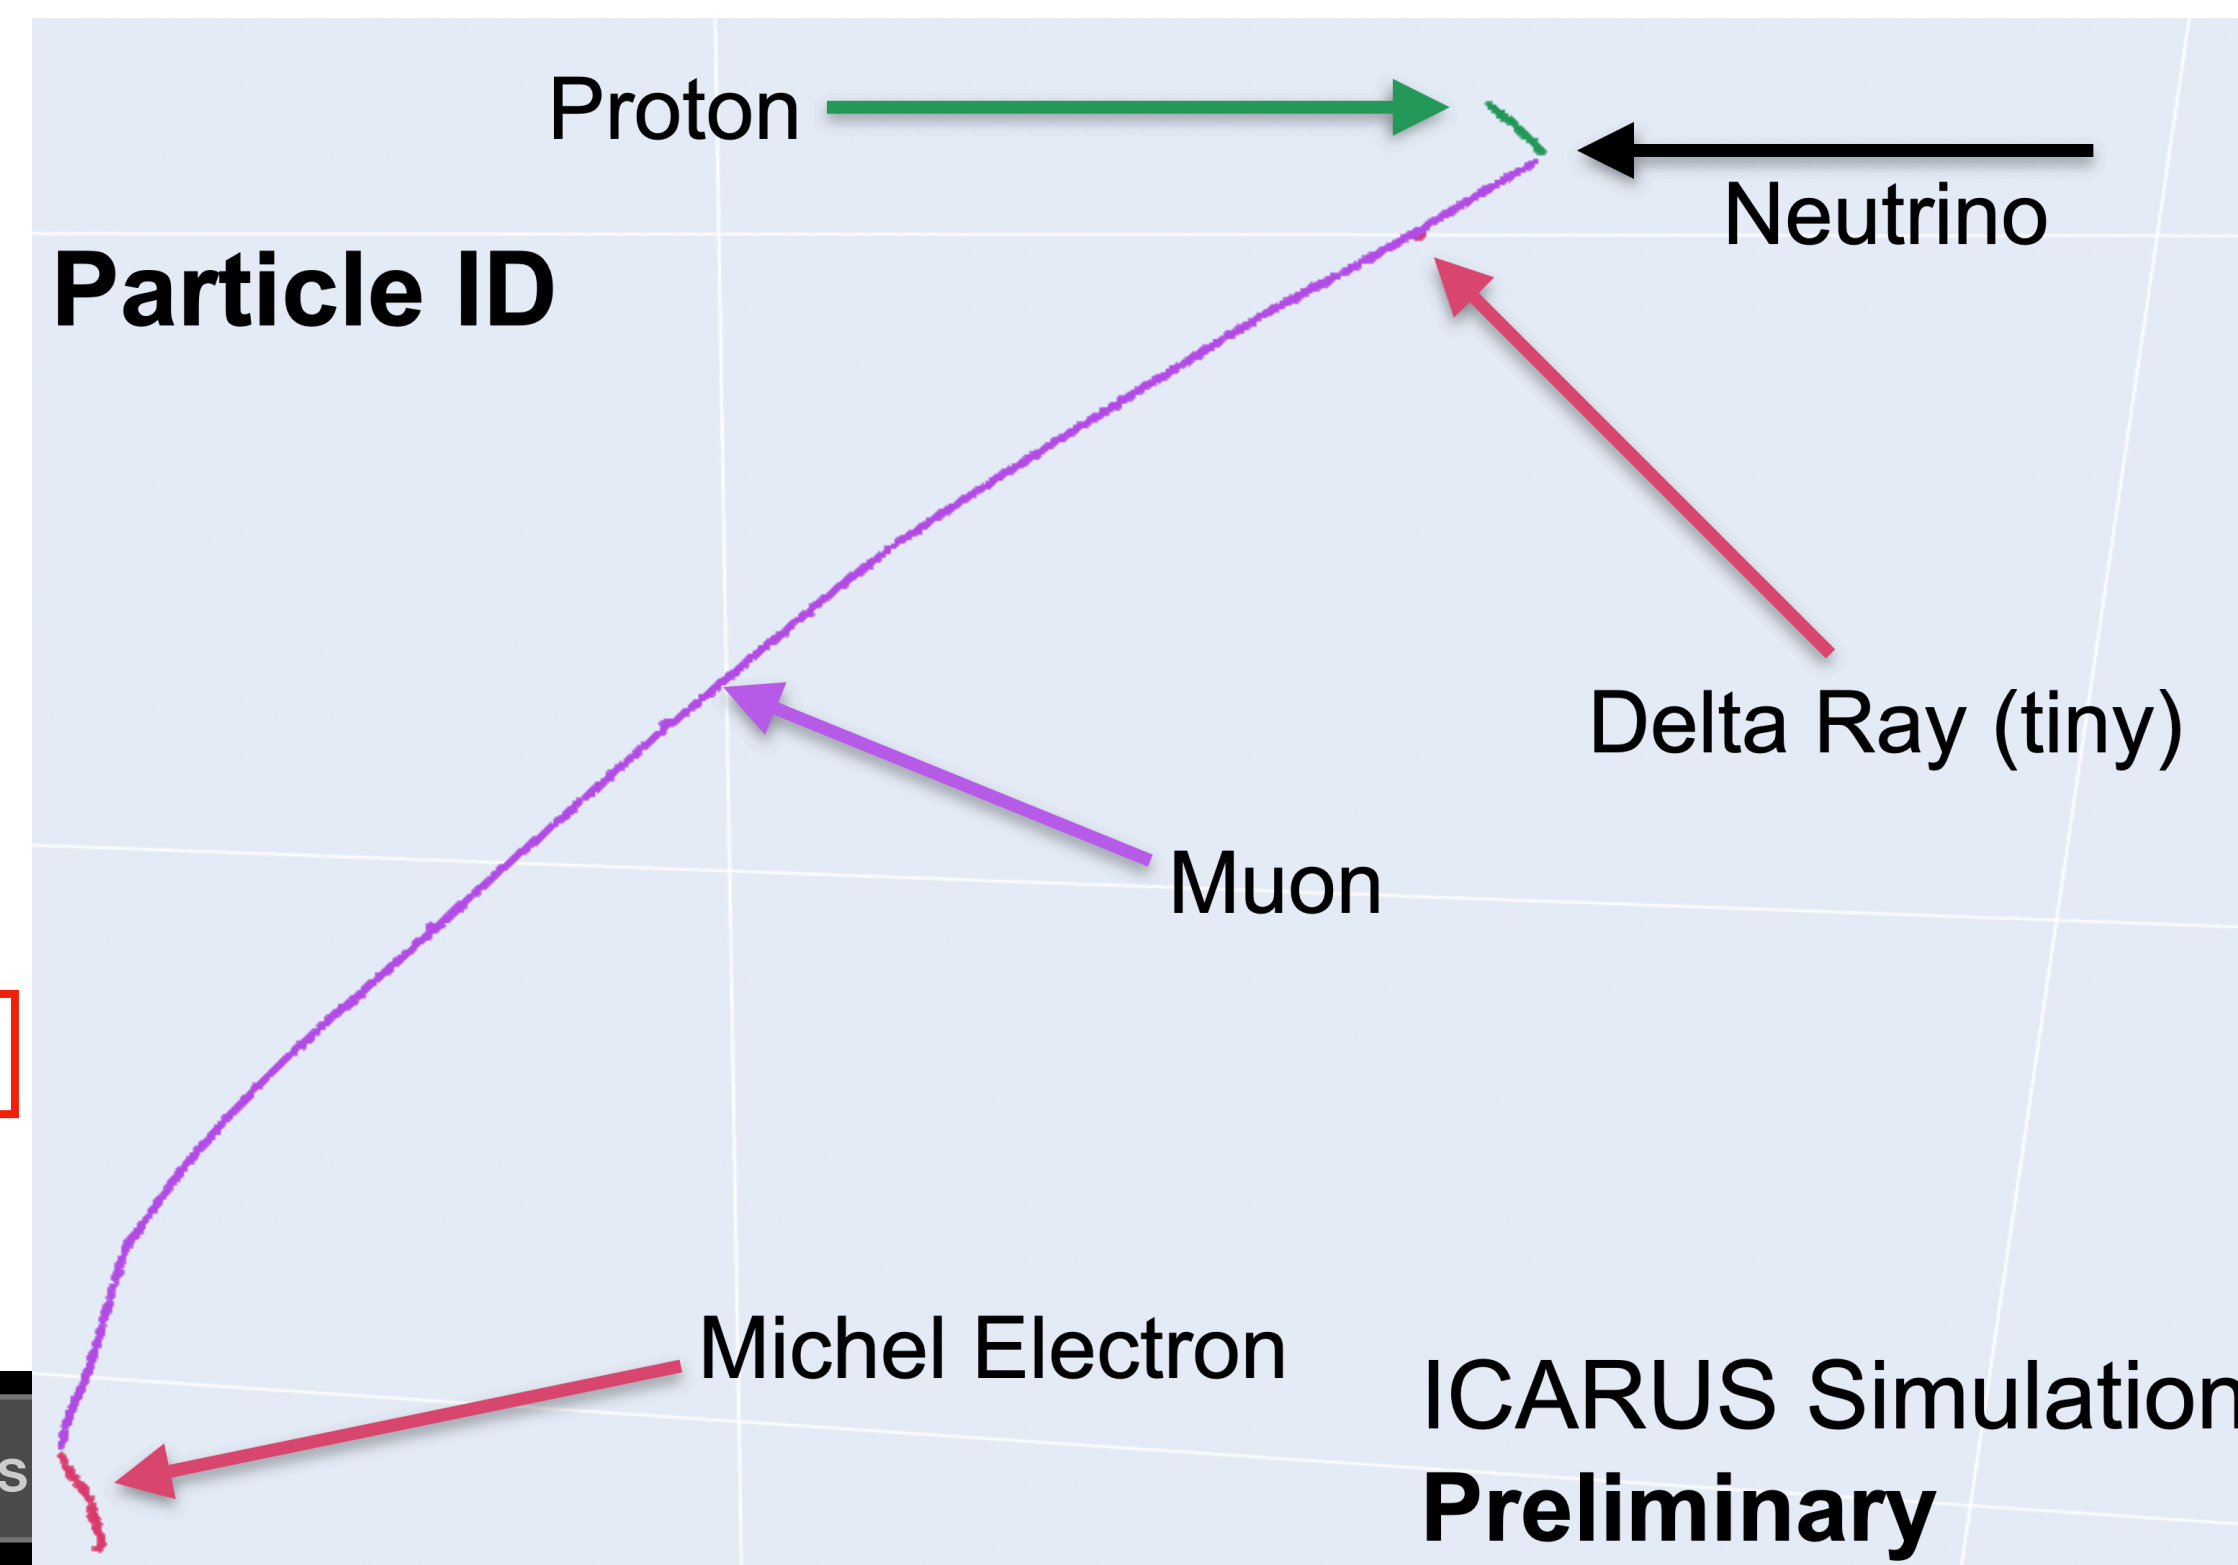 Proton
Neutrino
Particle ID
Delta Ray (tiny)
Muon
Michel Electron
ICARUS Simulation
Preliminary
s